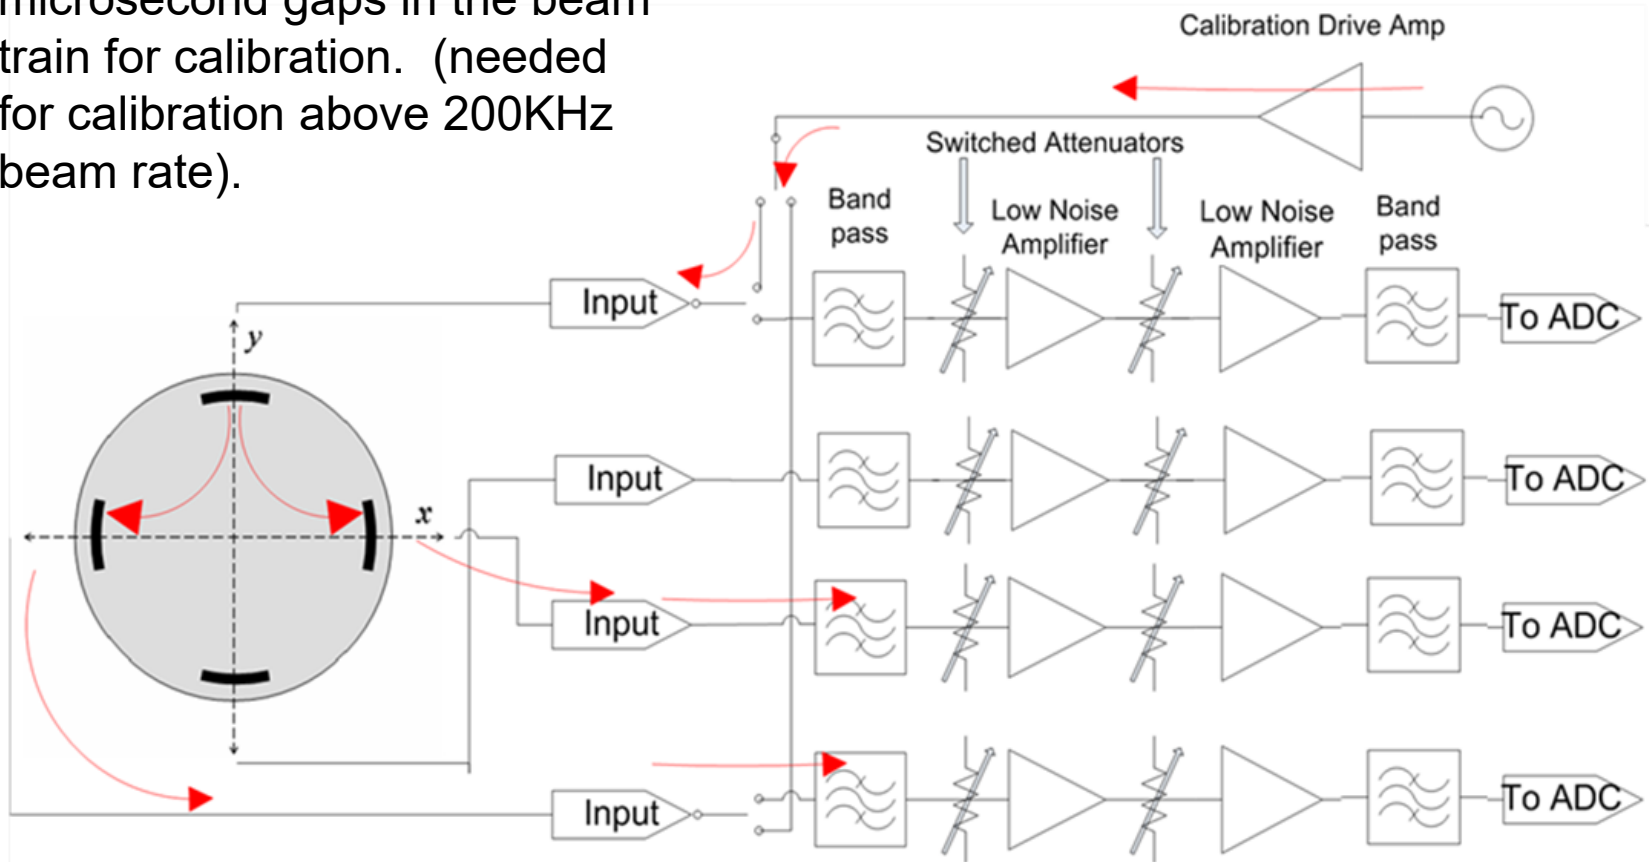 microsecond gaps in the beam
train for calibration.  (needed
for calibration above 200KHz
beam rate).
Calibration Drive Amp
Switched Attenuators
Band
pass
Low Noise
Amplifier
Low Noise
Amplifier
Band
pass
Input
To ADC
y
Input
To ADC
x
Input
To ADC
Input
To ADC